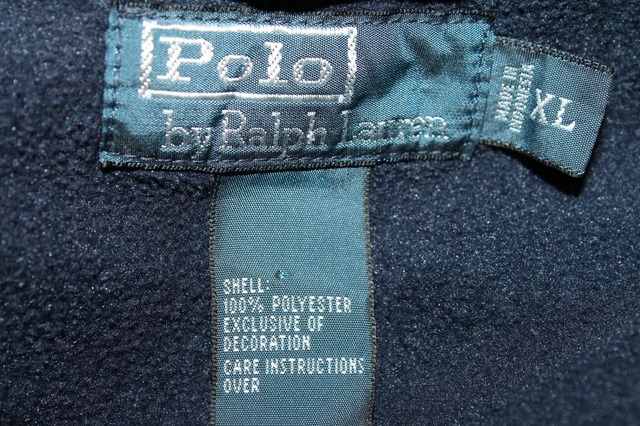 Polo
by Ralph Lauren
MADE IN
INDONESIA
XL
SHELL:
100% POLYESTER
EXCLUSIVE OF
DECORATION
CARE INSTRUCTIONS
OVER